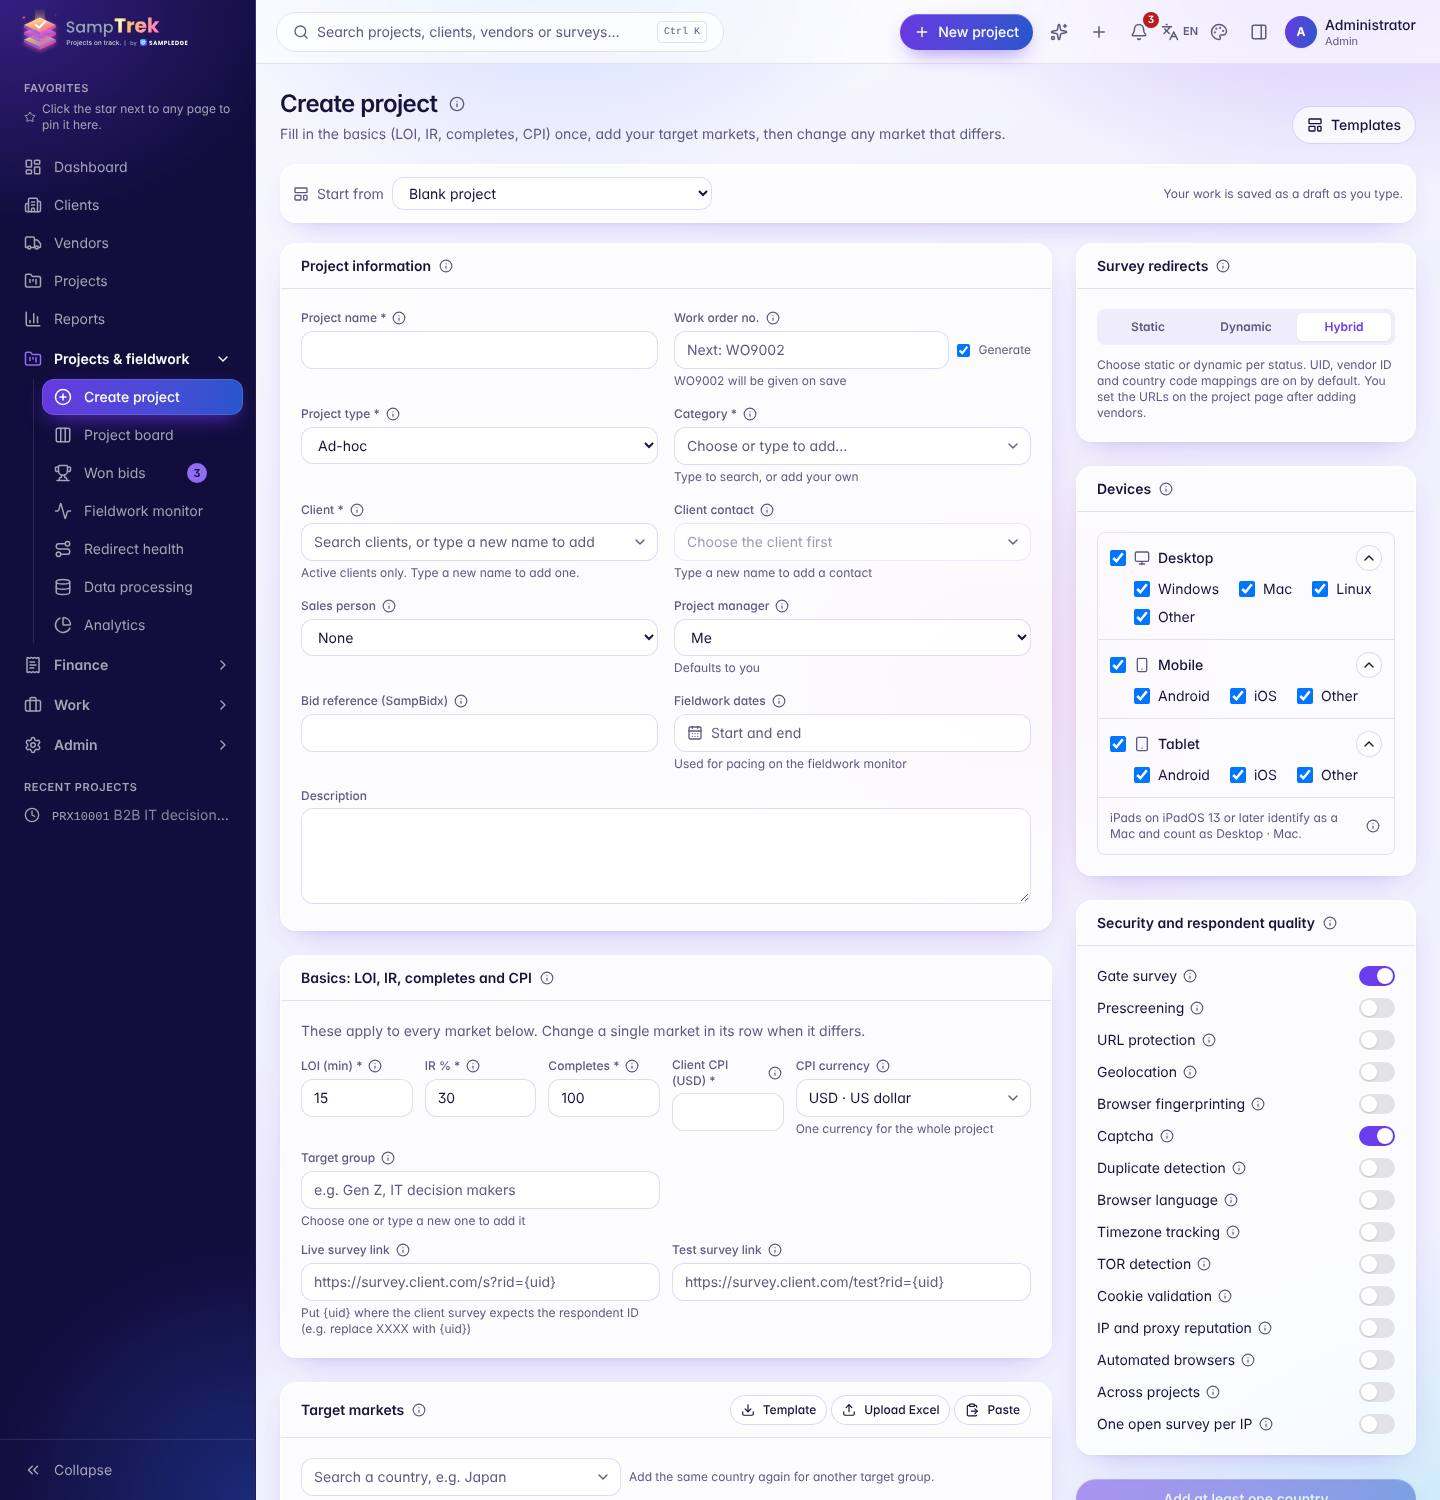 SampTrek
Projects on track. | by SAMPLEDGE
Search projects, clients, vendors or surveys...
Ctrl K
New project
3
EN
A
Administrator
Admin
FAVORITES
Click the star next to any page to
pin it here.
Dashboard
Clients
Vendors
Projects
Reports
Projects & fieldwork
Create project
Project board
Won bids
3
Fieldwork monitor
Redirect health
Data processing
Analytics
Finance
Work
Admin
RECENT PROJECTS
PRX10001 B2B IT decision...
Collapse
Create project
Fill in the basics (LOI, IR, completes, CPI) once, add your target markets, then change any market that differs.
Templates
Start from
Blank project
Your work is saved as a draft as you type.
Project information
Project name *
Work order no.
Next: WO9002
Generate
WO9002 will be given on save
Project type *
Category *
Ad-hoc
Choose or type to add...
Type to search, or add your own
Client *
Client contact
Search clients, or type a new name to add
Choose the client first
Active clients only. Type a new name to add one.
Type a new name to add a contact
Sales person
Project manager
None
Me
Defaults to you
Bid reference (SampBidx)
Fieldwork dates
Start and end
Used for pacing on the fieldwork monitor
Description
Basics: LOI, IR, completes and CPI
These apply to every market below. Change a single market in its row when it differs.
LOI (min) *
IR % *
Completes *
Client CPI
(USD) *
CPI currency
15
30
100
USD · US dollar
One currency for the whole project
Target group
e.g. Gen Z, IT decision makers
Choose one or type a new one to add it
Live survey link
Test survey link
https://survey.client.com/s?rid={uid}
https://survey.client.com/test?rid={uid}
Put {uid} where the client survey expects the respondent ID
(e.g. replace XXXX with {uid})
Target markets
Template
Upload Excel
Paste
Search a country, e.g. Japan
Add the same country again for another target group.
Survey redirects
Static
Dynamic
Hybrid
Choose static or dynamic per status. UID, vendor ID
and country code mappings are on by default. You
set the URLs on the project page after adding
vendors.
Devices
Desktop
Windows
Mac
Linux
Other
Mobile
Android
iOS
Other
Tablet
Android
iOS
Other
iPads on iPadOS 13 or later identify as a
Mac and count as Desktop · Mac.
Security and respondent quality
Gate survey
Prescreening
URL protection
Geolocation
Browser fingerprinting
Captcha
Duplicate detection
Browser language
Timezone tracking
TOR detection
Cookie validation
IP and proxy reputation
Automated browsers
Across projects
One open survey per IP
Add at least one country